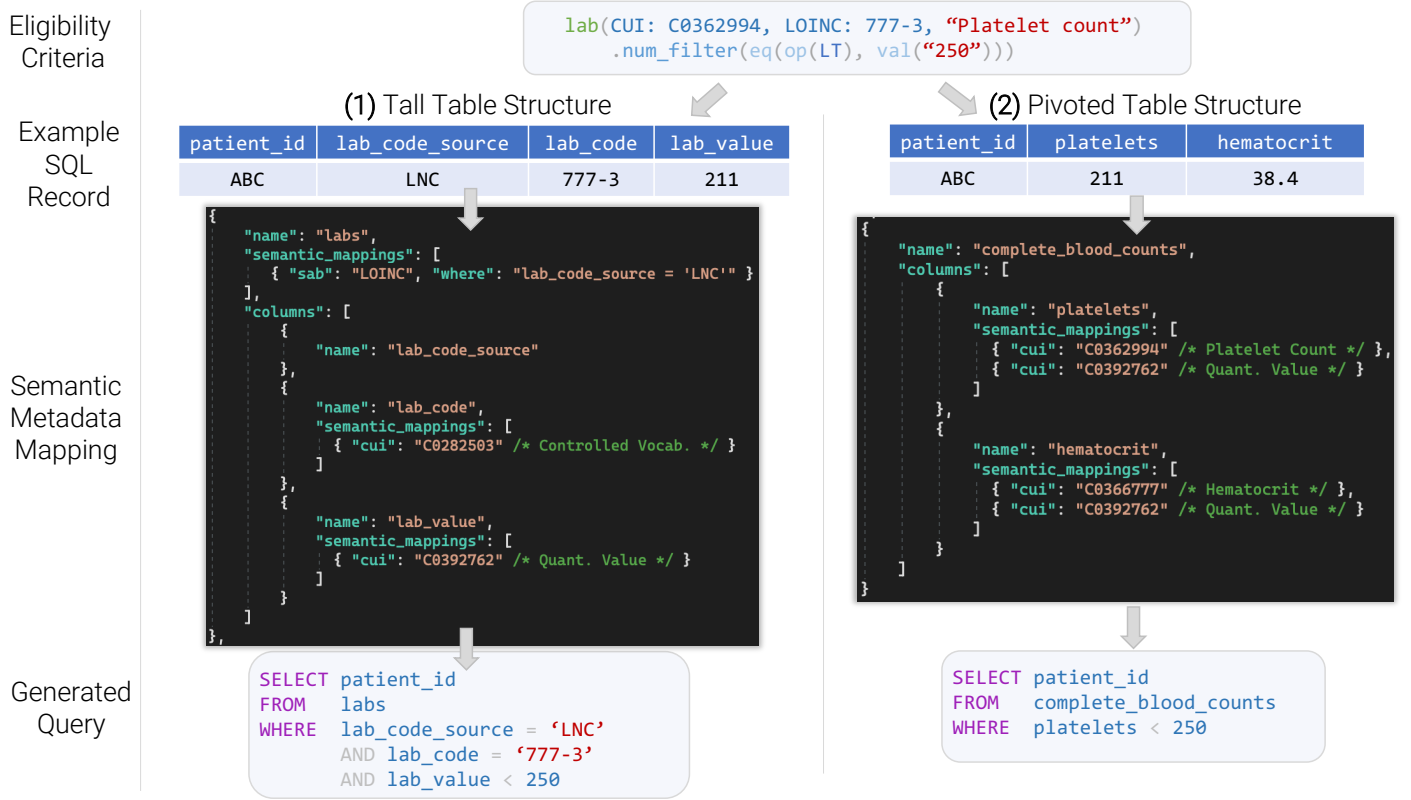 Eligibility
Criteria
lab(CUI: C0362994, LOINC: 777-3, “Platelet count”)
.num_filter(eq(op(LT), val(“250”)))
(1) Tall Table Structure
(2) Pivoted Table Structure
Example
SQL
Record
patient_id lab_code_source lab_code lab_value
ABC LNC 777-3 211
patient_id platelets hematocrit
ABC 211 38.4
Semantic
Metadata
Mapping
{
"name": "labs",
"semantic_mappings": [
{ "sab": "LOINC", "where": "lab_code_source = 'LNC'" }
],
"columns": [
{
"name": "lab_code_source"
},
{
"name": "lab_code",
"semantic_mappings": [
{ "cui": "C0282503" /* Controlled Vocab. */ }
]
},
{
"name": "lab_value",
"semantic_mappings": [
{ "cui": "C0392762" /* Quant. Value */ }
]
}
]
},
{
"name": "complete_blood_counts",
"columns": [
{
"name": "platelets",
"semantic_mappings": [
{ "cui": "C0362994" /* Platelet Count */ },
{ "cui": "C0392762" /* Quant. Value */ }
]
},
{
"name": "hematocrit",
"semantic_mappings": [
{ "cui": "C0366777" /* Hematocrit */ },
{ "cui": "C0392762" /* Quant. Value */ }
]
}
]
}
Generated
Query
SELECT patient_id
FROM labs
WHERE lab_code_source = ‘LNC’
AND lab_code = ‘777-3’
AND lab_value < 250
SELECT patient_id
FROM complete_blood_counts
WHERE platelets < 250